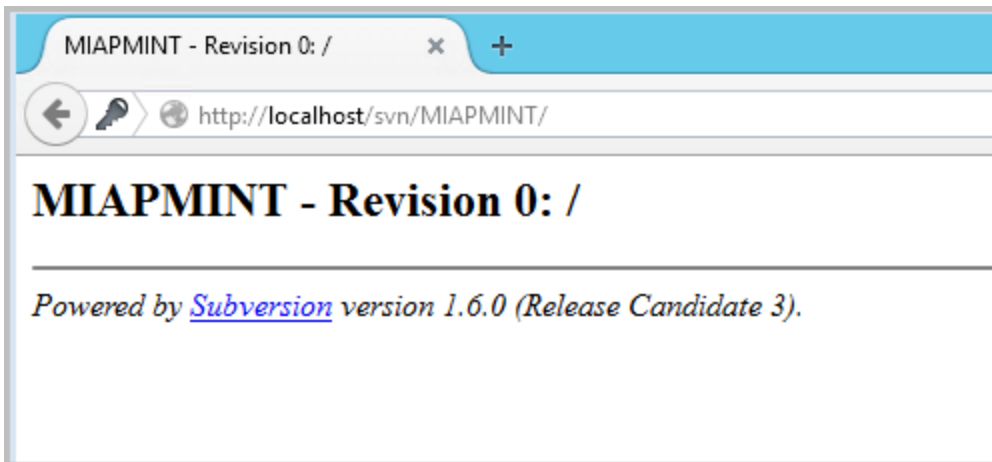 MIAPMINT - Revision 0: /
http://localhost/svn/MIAPMINT/
MIAPMINT - Revision 0: /
Powered by Subversion version 1.6.0 (Release Candidate 3).